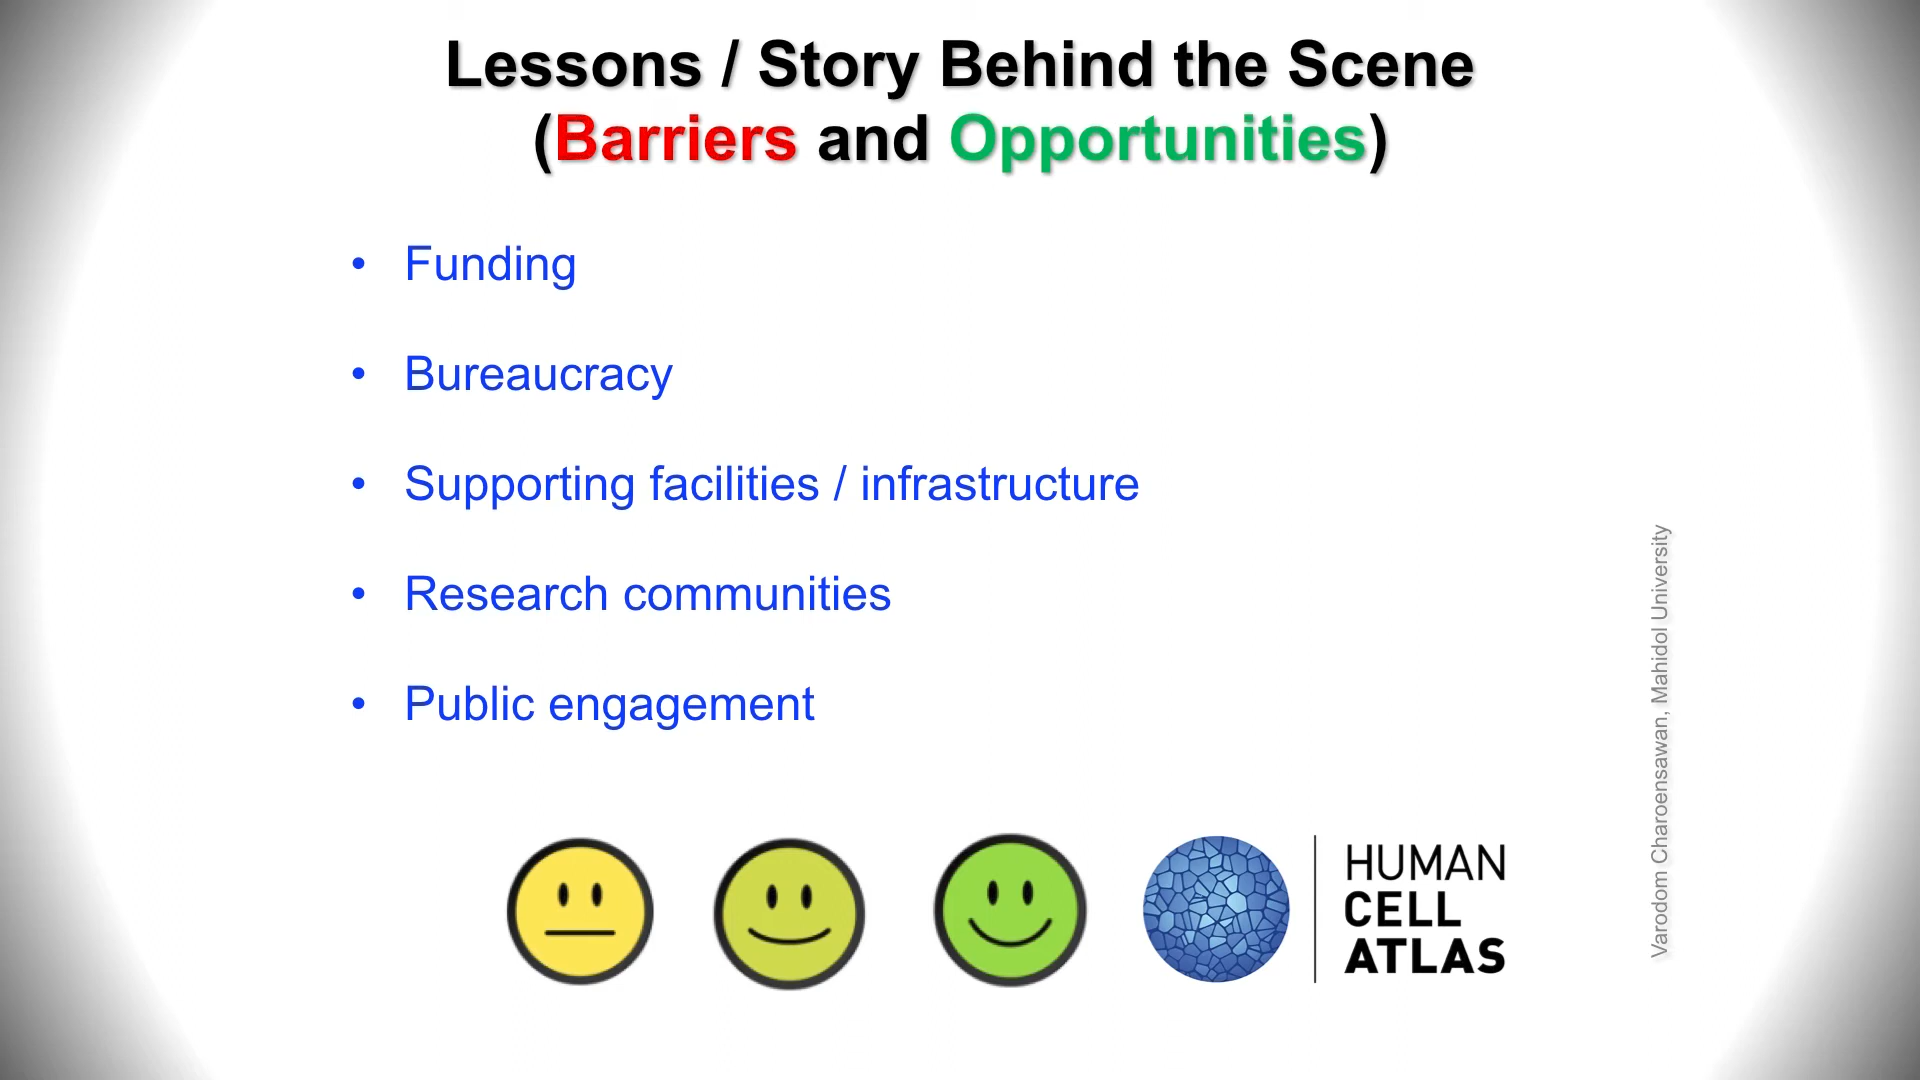 Lessons / Story Behind the Scene
(Barriers and Opportunities)
• Funding
• Bureaucracy
• Supporting facilities / infrastructure
• Research communities
• Public engagement
HUMAN
CELL
ATLAS
Varodom Charoensawan, Mahidol University